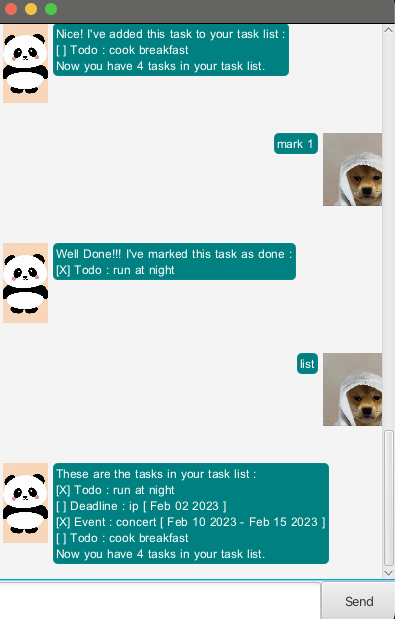 Nice! I've added this task to your task list :
[ ] Todo : cook breakfast
Now you have 4 tasks in your task list.
mark 1
Well Done!!! I've marked this task as done :
[X] Todo : run at night
list
These are the tasks in your task list :
[X] Todo : run at night
[ ] Deadline : ip [ Feb 02 2023 ]
[X] Event : concert [ Feb 10 2023 - Feb 15 2023 ]
[ ] Todo : cook breakfast
Now you have 4 tasks in your task list.
Send